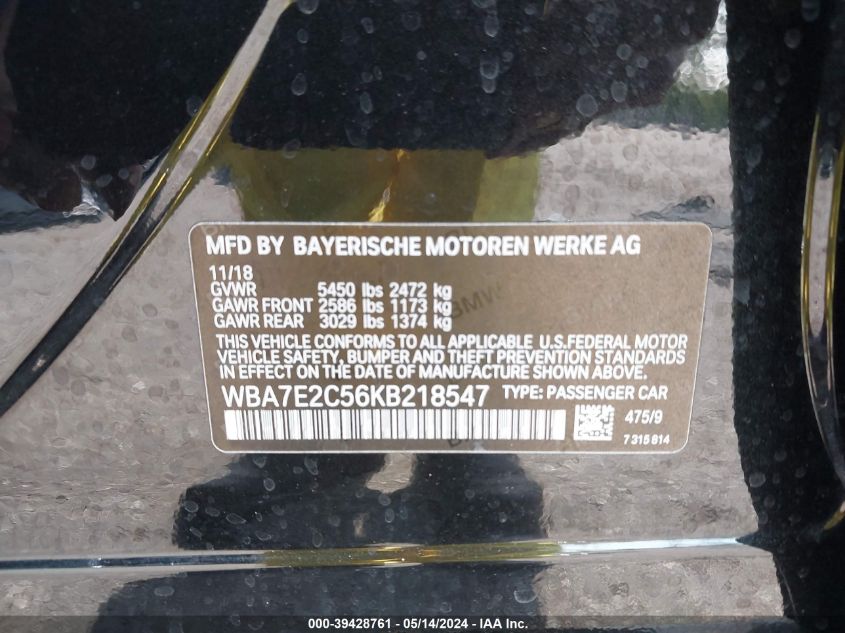 MFD BY BAYERISCHE MOTOREN WERKE AG
11/18
GVWR 5450 lbs 2472 kg
GAWR FRONT 2586 lbs 1173 kg
GAWR REAR 3029 lbs 1374 kg
THIS VEHICLE CONFORMS TO ALL APPLICABLE U.S.FEDERAL MOTOR
VEHICLE SAFETY, BUMPER AND THEFT PREVENTION STANDARDS
IN EFFECT ON THE DATE OF MANUFACTURE SHOWN ABOVE.
WBA7E2C56KB218547 TYPE: PASSENGER CAR
475/9
7 315 814
BMW
000-39428761 - 05/14/2024 - IAA Inc.